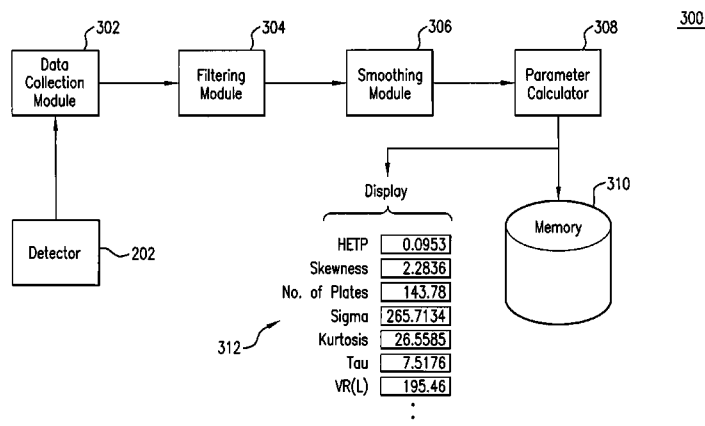 300
302
304
306
308
Data
Collection
Module
Filtering
Module
Smoothing
Module
Parameter
Calculator
Detector
202
Display
310
Memory
HETP 0.0953
Skewness 2.2836
No. of Plates 143.78
Sigma 265.7134
Kurtosis 26.5585
Tau 7.5176
VR(L) 195.46
312